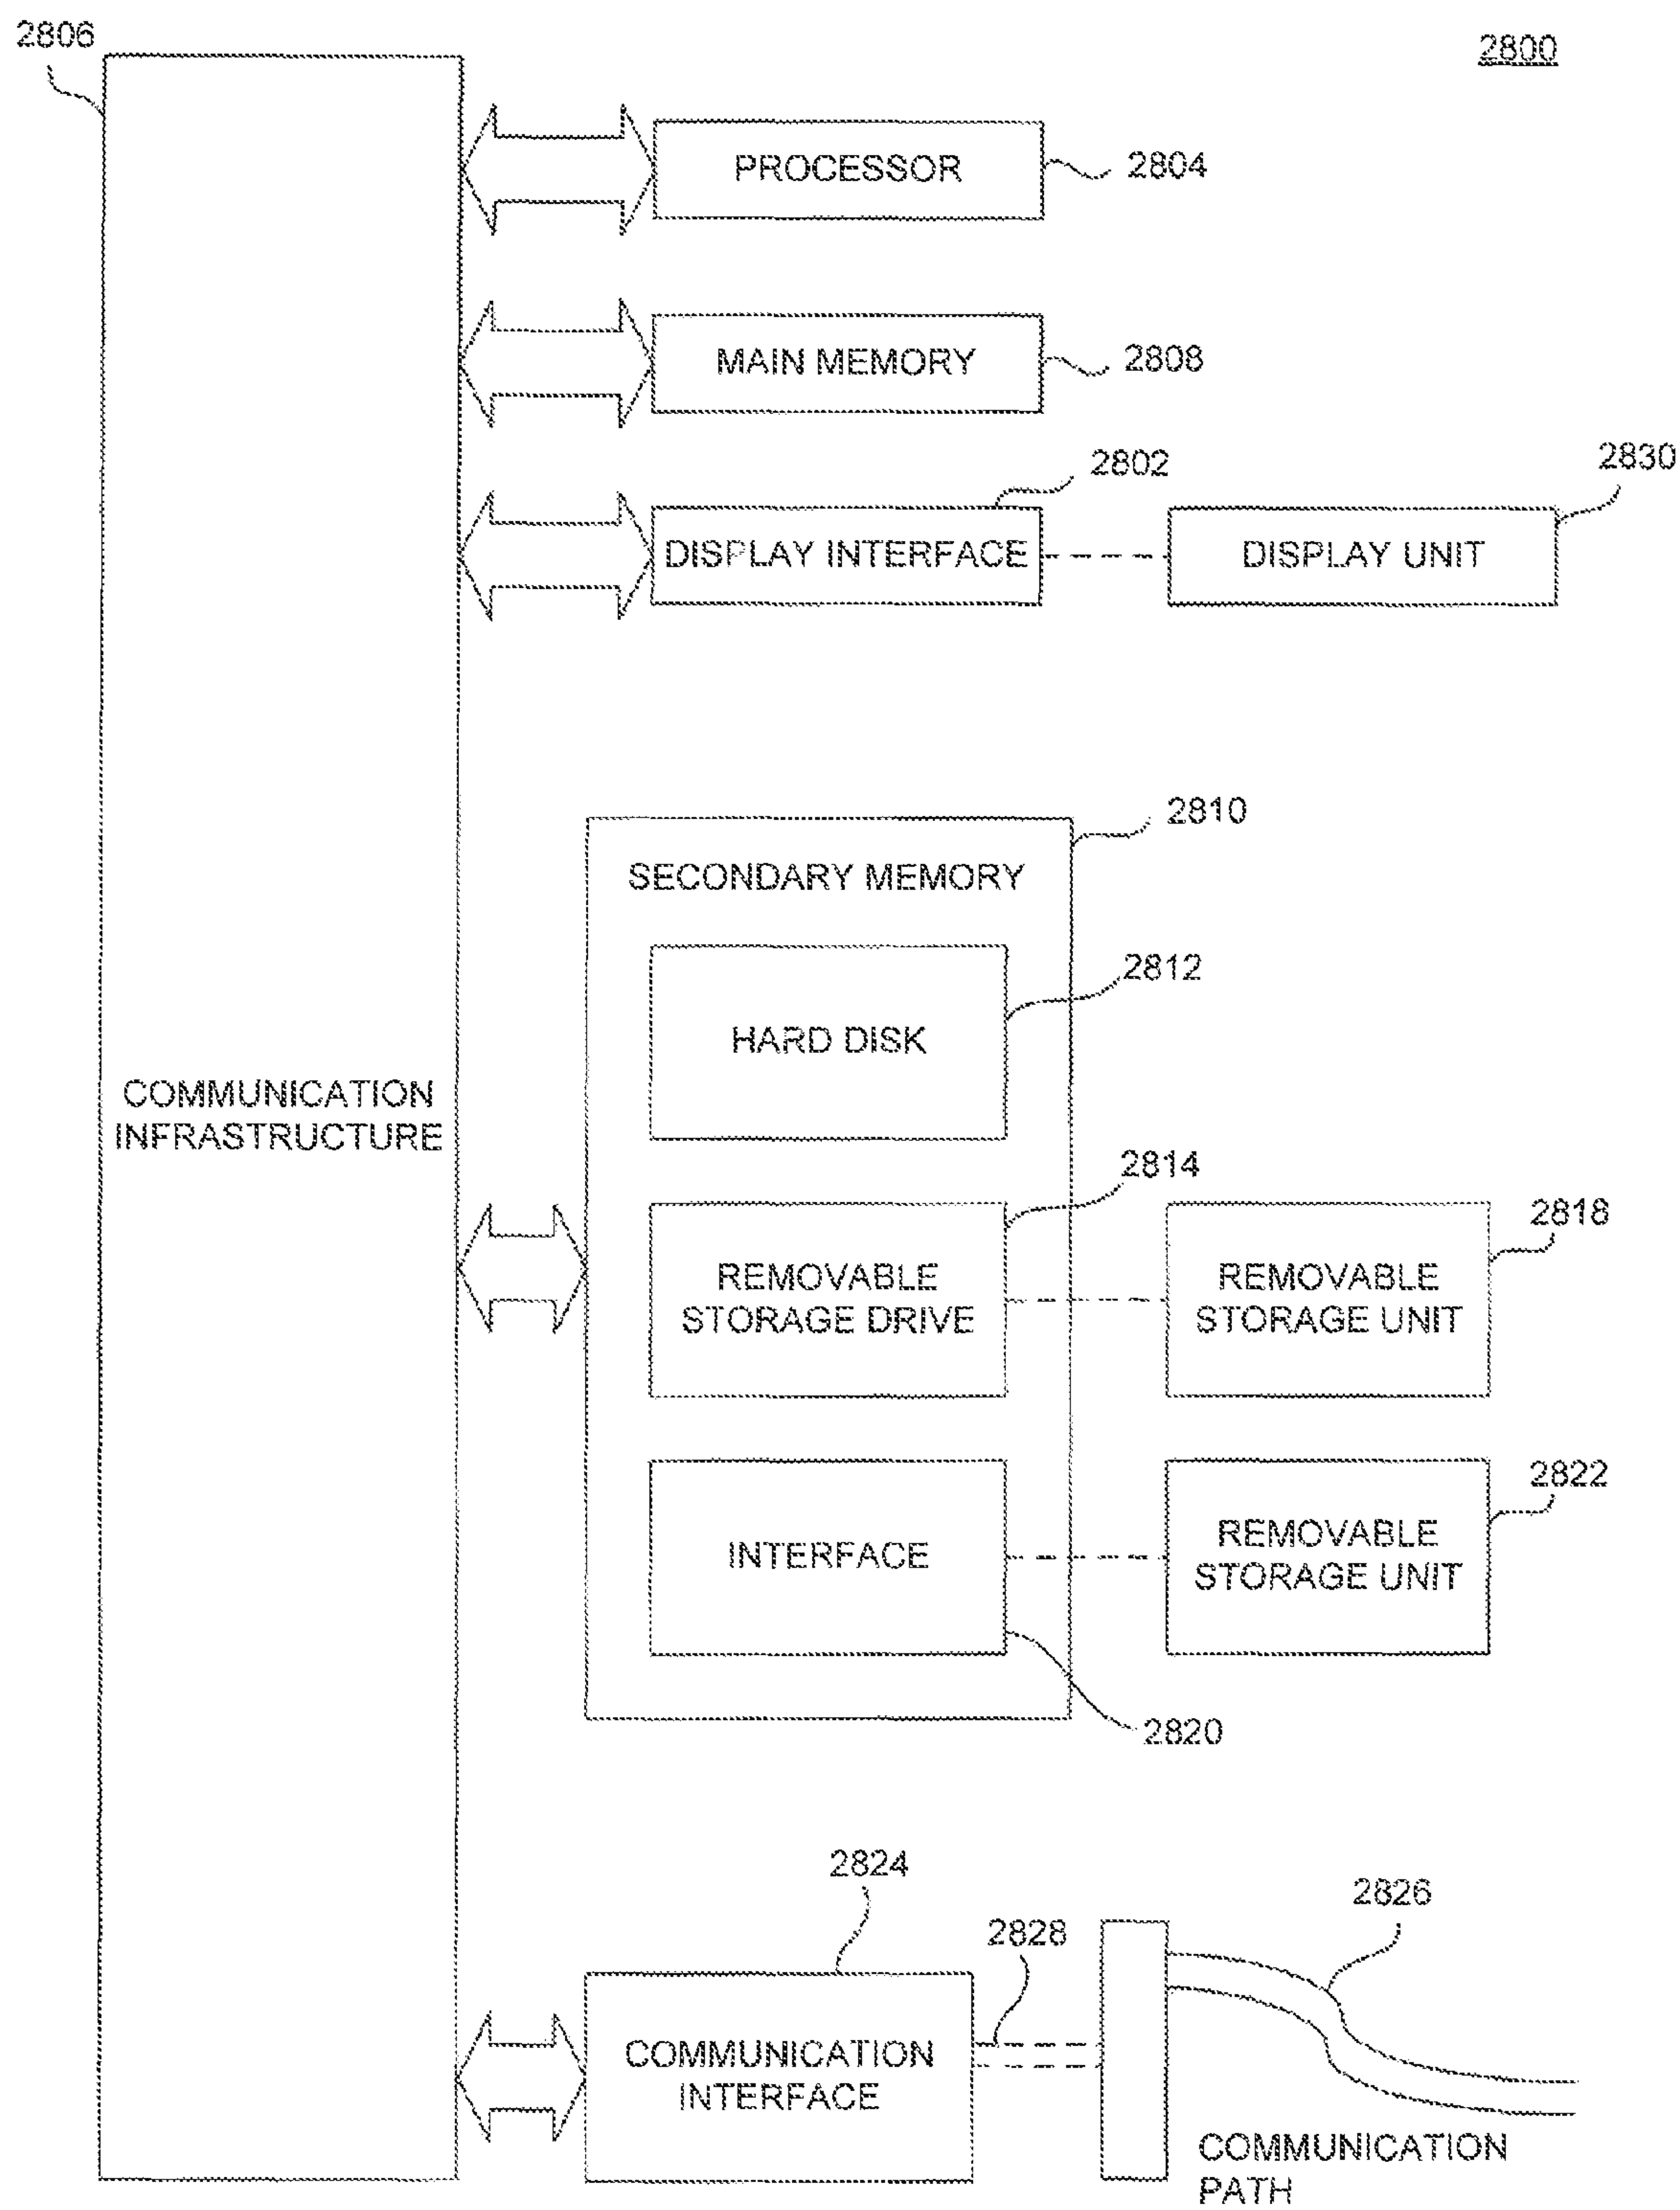 2806
2800
PROCESSOR
2804
MAIN MEMORY
2808
2802
2830
DISPLAY INTERFACE
DISPLAY UNIT
2810
SECONDARY MEMORY
2812
HARD DISK
COMMUNICATION
INFRASTRUCTURE
2814
2818
REMOVABLE
STORAGE DRIVE
REMOVABLE
STORAGE UNIT
2822
INTERFACE
REMOVABLE
STORAGE UNIT
2820
2824
2826
2828
COMMUNICATION
INTERFACE
COMMUNICATION
PATH